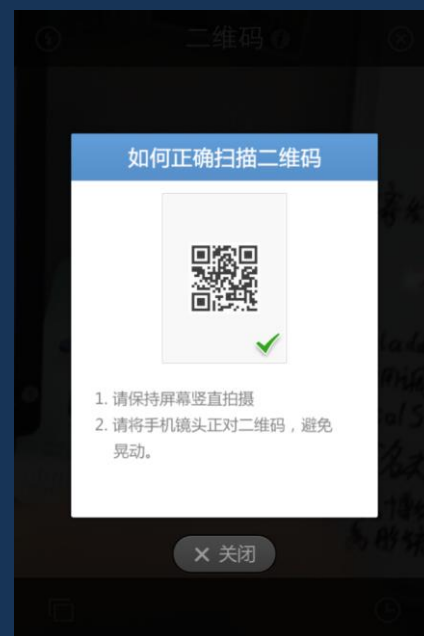 二维码
如何正确扫描二维码
1. 请保持屏幕竖直拍摄
2. 请将手机镜头正对二维码，避免
晃动。
× 关闭